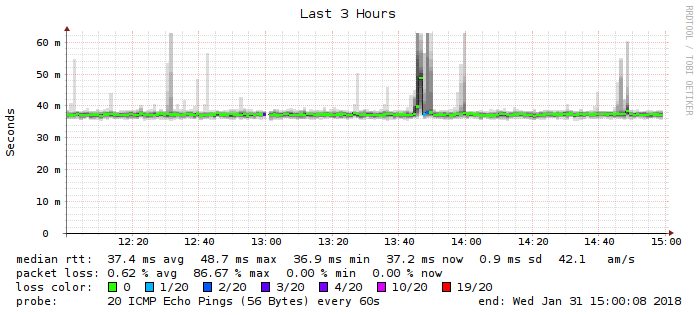 Last 3 Hours
RRDTOOL / TOBI OETIKER
Seconds
60 m
50 m
40 m
30 m
20 m
10 m
0
12:20 12:40 13:00 13:20 13:40 14:00 14:20 14:40 15:00
median rtt: 37.4 ms avg 48.7 ms max 36.9 ms min 37.2 ms now 0.9 ms sd 42.1 am/s
packet loss: 0.62 % avg 86.67 % max 0.00 % min 0.00 % now
loss color: 0 1/20 2/20 3/20 4/20 10/20 19/20
probe: 20 ICMP Echo Pings (56 Bytes) every 60s end: Wed Jan 31 15:00:08 2018